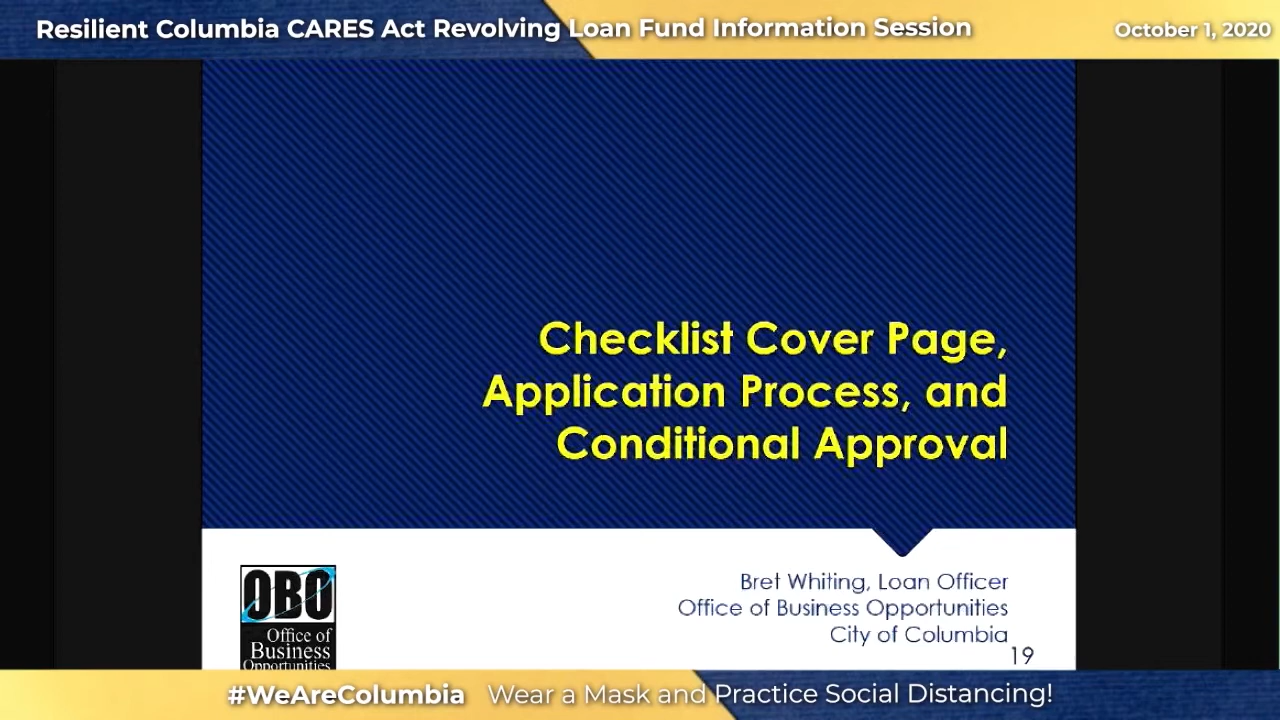 Resilient Columbia CARES Act Revolving Loan Fund Information Session
October 1, 2020
Checklist Cover Page,
Application Process, and
Conditional Approval
OBO
Office of
Business
Opportunities
Bret Whiting, Loan Officer
Office of Business Opportunities
City of Columbia
19
#WeAreColumbia Wear a Mask and Practice Social Distancing!